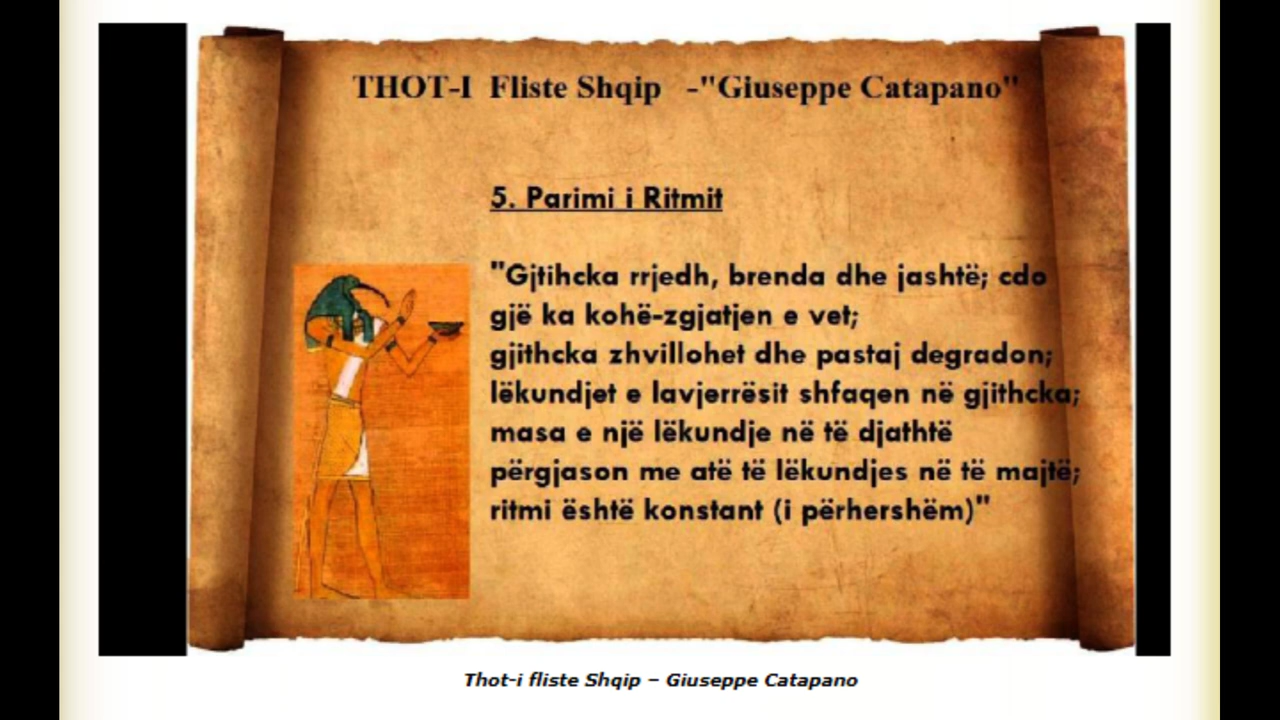 THOT-I Fliste Shqip -"Giuseppe Catapano"
5. Parimi i Ritmit
"Gjtihcka rrjedh, brenda dhe jashtë; cdo
gjë ka kohë-zgjatjen e vet;
gjithcka zhvillohet dhe pastaj degradon;
lëkundjet e lavjerrësit shfaqen në gjithcka;
masa e një lëkundje në të djathtë
përgjason me atë të lëkundjes në të majtë;
ritmi është konstant (i përhershëm)"
Thot-i fliste Shqip – Giuseppe Catapano